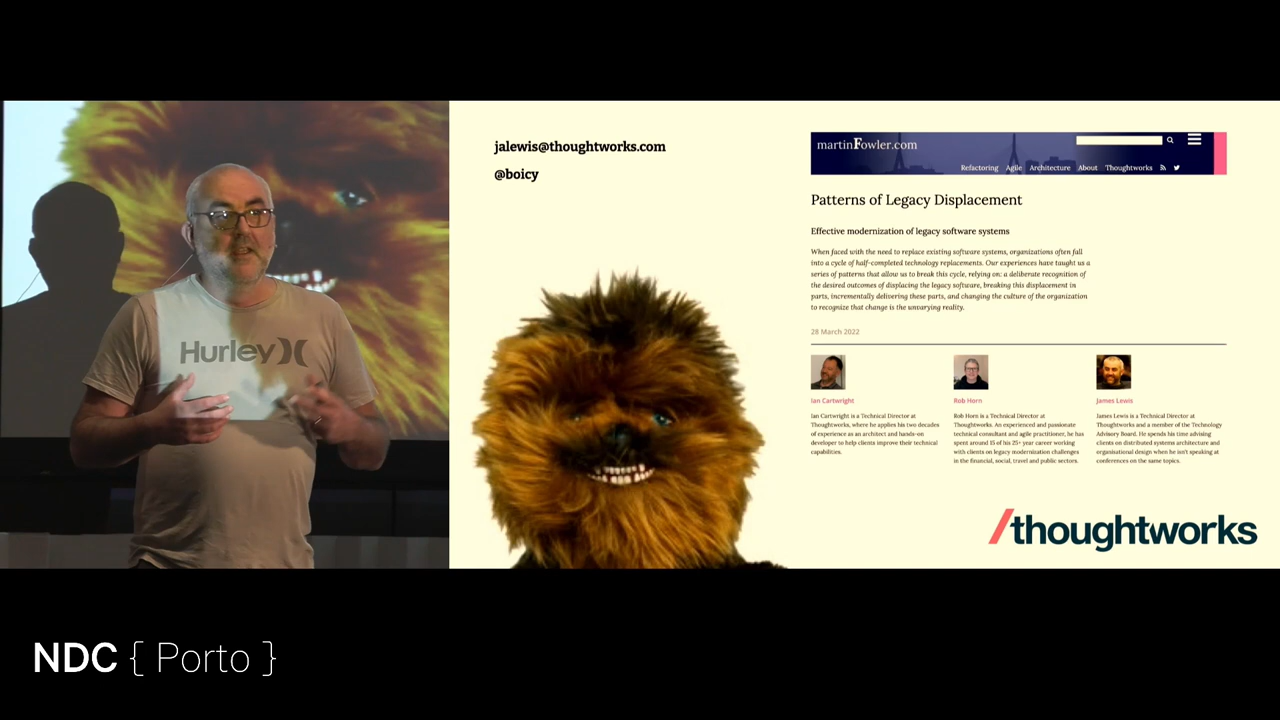 Hurley
jalewis@thoughtworks.com
@boicy
martinFowler.com
Refactoring Agile Architecture About Thoughtworks
Patterns of Legacy Displacement
Effective modernization of legacy software systems
When faced with the need to replace existing software systems, organizations often fall
into a cycle of half-completed technology replacements. Our experiences have taught us a
series of patterns that allow us to break this cycle, relying on: a deliberate recognition of
the desired outcomes of displacing the legacy software, breaking this displacement in
parts, incrementally delivering these parts, and changing the culture of the organization
to recognize that change is the unvarying reality.
28 March 2022
Ian Cartwright
Ian Cartwright is a Technical Director at
Thoughtworks, where he applies his two decades
of experience as an architect and hands-on
developer to help clients improve their technical
capabilities.
Rob Horn
Rob Horn is a Technical Director at
Thoughtworks. An experienced and passionate
technical consultant and agile practitioner, he has
spent around 15 of his 25+ year career working
with clients on legacy modernization challenges
in the financial, social, travel and public sectors.
James Lewis
James Lewis is a Technical Director at
Thoughtworks and a member of the Technology
Advisory Board. He spends his time advising
clients on distributed systems architecture and
organisational design when he isn't speaking at
conferences on the same topics.
/thoughtworks
NDC { Porto }